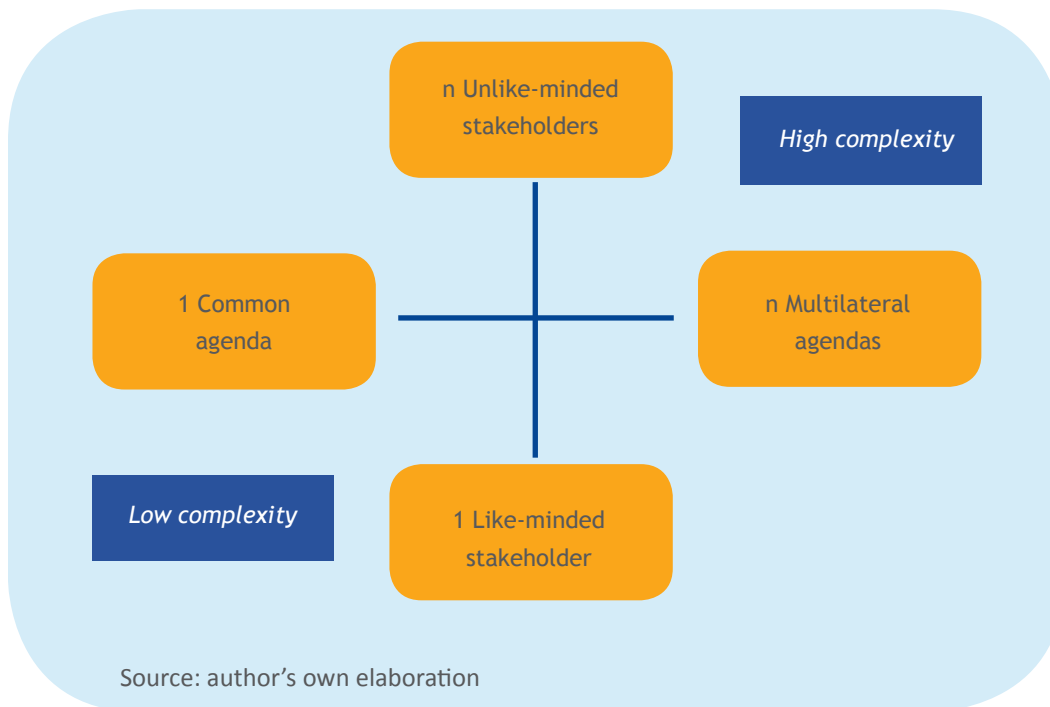 n Unlike-minded
stakeholders
High complexity
1 Common
agenda
n Multilateral
agendas
Low complexity
1 Like-minded
stakeholder
Source: author’s own elaboration